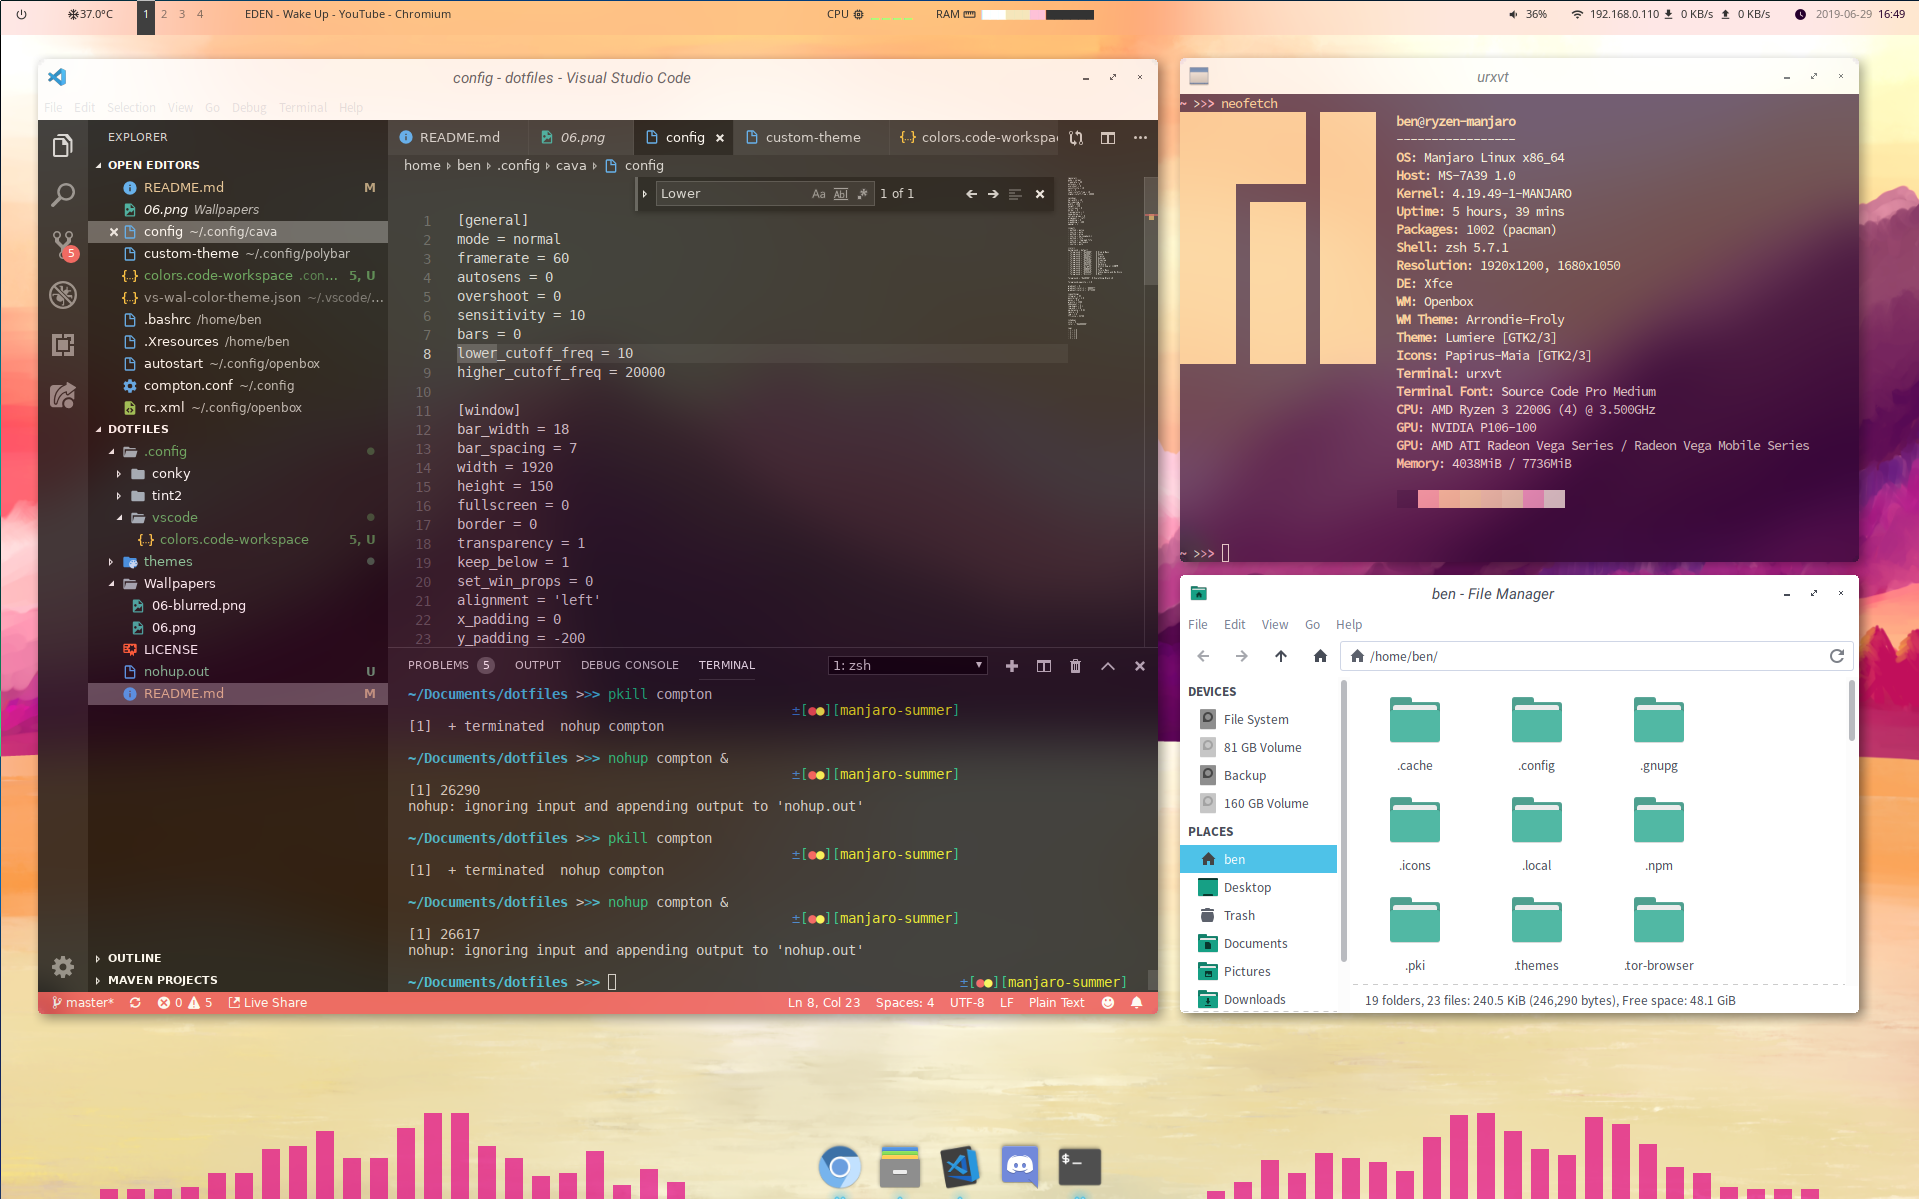 37.0°C 1 2 3 4 EDEN - Wake Up - YouTube - Chromium CPU RAM 36% 192.168.0.110 0 KB/s 0 KB/s 2019-06-29 16:49
config - dotfiles - Visual Studio Code
File Edit Selection View Go Debug Terminal Help
EXPLORER
OPEN EDITORS
README.md M
06.png Wallpapers
config ~/.config/cava
custom-theme ~/.config/polybar
colors.code-workspace .con... 5, U
vs-wal-color-theme.json ~/.vscode/...
.bashrc /home/ben
.Xresources /home/ben
autostart ~/.config/openbox
compton.conf ~/.config
rc.xml ~/.config/openbox
DOTFILES
.config
conky
tint2
vscode
colors.code-workspace 5, U
themes
Wallpapers
06-blurred.png
06.png
LICENSE
nohup.out U
README.md M
OUTLINE
MAVEN PROJECTS
5
README.md 06.png config custom-theme colors.code-workspa
home ben .config cava config
Lower Aa Abl .* 1 of 1
1 [general]
2 mode = normal
3 framerate = 60
4 autosens = 0
5 overshoot = 0
6 sensitivity = 10
7 bars = 0
8 lower_cutoff_freq = 10
9 higher_cutoff_freq = 20000
10
11 [window]
12 bar_width = 18
13 bar_spacing = 7
14 width = 1920
15 height = 150
16 fullscreen = 0
17 border = 0
18 transparency = 1
19 keep_below = 1
20 set_win_props = 0
21 alignment = 'left'
22 x_padding = 0
23 y_padding = -200
PROBLEMS 5 OUTPUT DEBUG CONSOLE TERMINAL 1: zsh
~/Documents/dotfiles >>> pkill compton
±[●●][manjaro-summer]
[1] + terminated nohup compton
~/Documents/dotfiles >>> nohup compton &
±[●●][manjaro-summer]
[1] 26290
nohup: ignoring input and appending output to 'nohup.out'
~/Documents/dotfiles >>> pkill compton
±[●●][manjaro-summer]
[1] + terminated nohup compton
~/Documents/dotfiles >>> nohup compton &
±[●●][manjaro-summer]
[1] 26617
nohup: ignoring input and appending output to 'nohup.out'
~/Documents/dotfiles >>> ±[●●][manjaro-summer]
master* 0 5 Live Share Ln 8, Col 23 Spaces: 4 UTF-8 LF Plain Text
urxvt
~ >>> neofetch
ben@ryzen-manjaro
-----------------
OS: Manjaro Linux x86_64
Host: MS-7A39 1.0
Kernel: 4.19.49-1-MANJARO
Uptime: 5 hours, 39 mins
Packages: 1002 (pacman)
Shell: zsh 5.7.1
Resolution: 1920x1200, 1680x1050
DE: Xfce
WM: Openbox
WM Theme: Arrondie-Froly
Theme: Lumiere [GTK2/3]
Icons: Papirus-Maia [GTK2/3]
Terminal: urxvt
Terminal Font: Source Code Pro Medium
CPU: AMD Ryzen 3 2200G (4) @ 3.500GHz
GPU: NVIDIA P106-100
GPU: AMD ATI Radeon Vega Series / Radeon Vega Mobile Series
Memory: 4038MiB / 7736MiB
~ >>>
ben - File Manager
File Edit View Go Help
/home/ben/
DEVICES
File System
81 GB Volume
Backup
160 GB Volume
PLACES
ben
Desktop
Trash
Documents
Pictures
Downloads
.cache .config .gnupg
.icons .local .npm
.pki .themes .tor-browser
19 folders, 23 files: 240.5 KiB (246,290 bytes), Free space: 48.1 GiB
$_